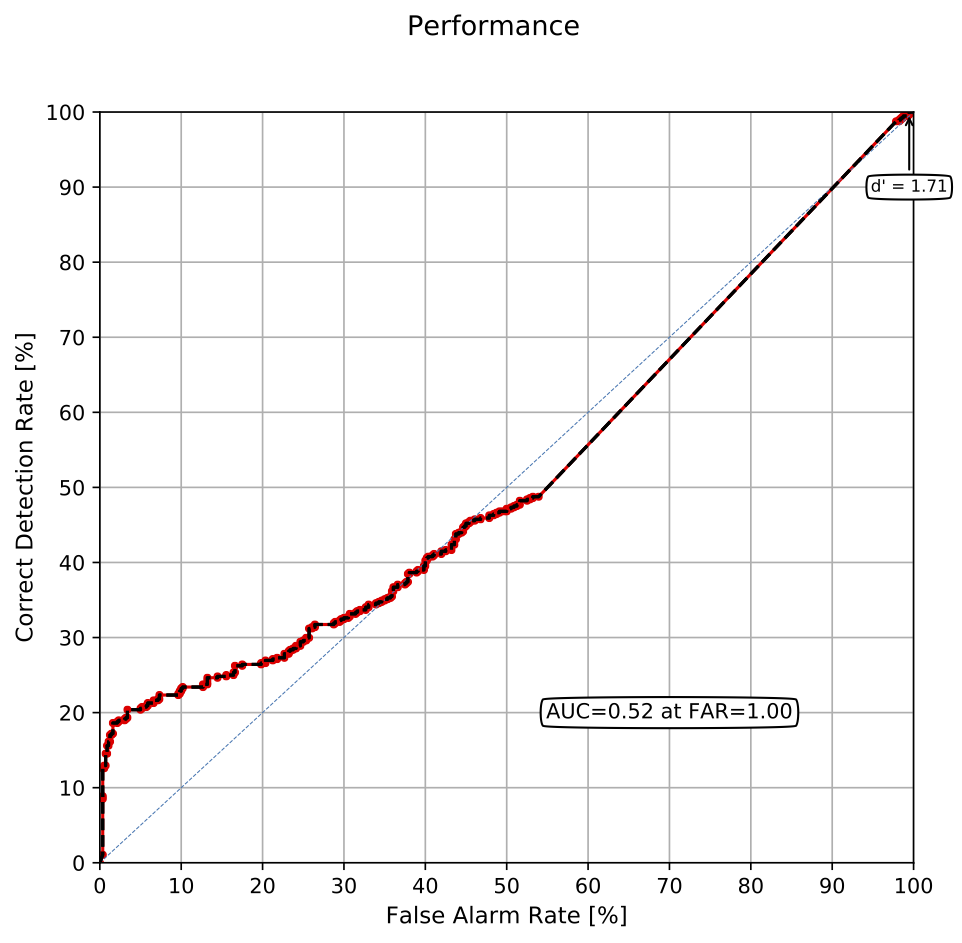 Performance
100
90
80
70
60
50
40
30
20
10
0
Correct Detection Rate [%]
d' = 1.71
AUC=0.52 at FAR=1.00
0 10 20 30 40 50 60 70 80 90 100
False Alarm Rate [%]